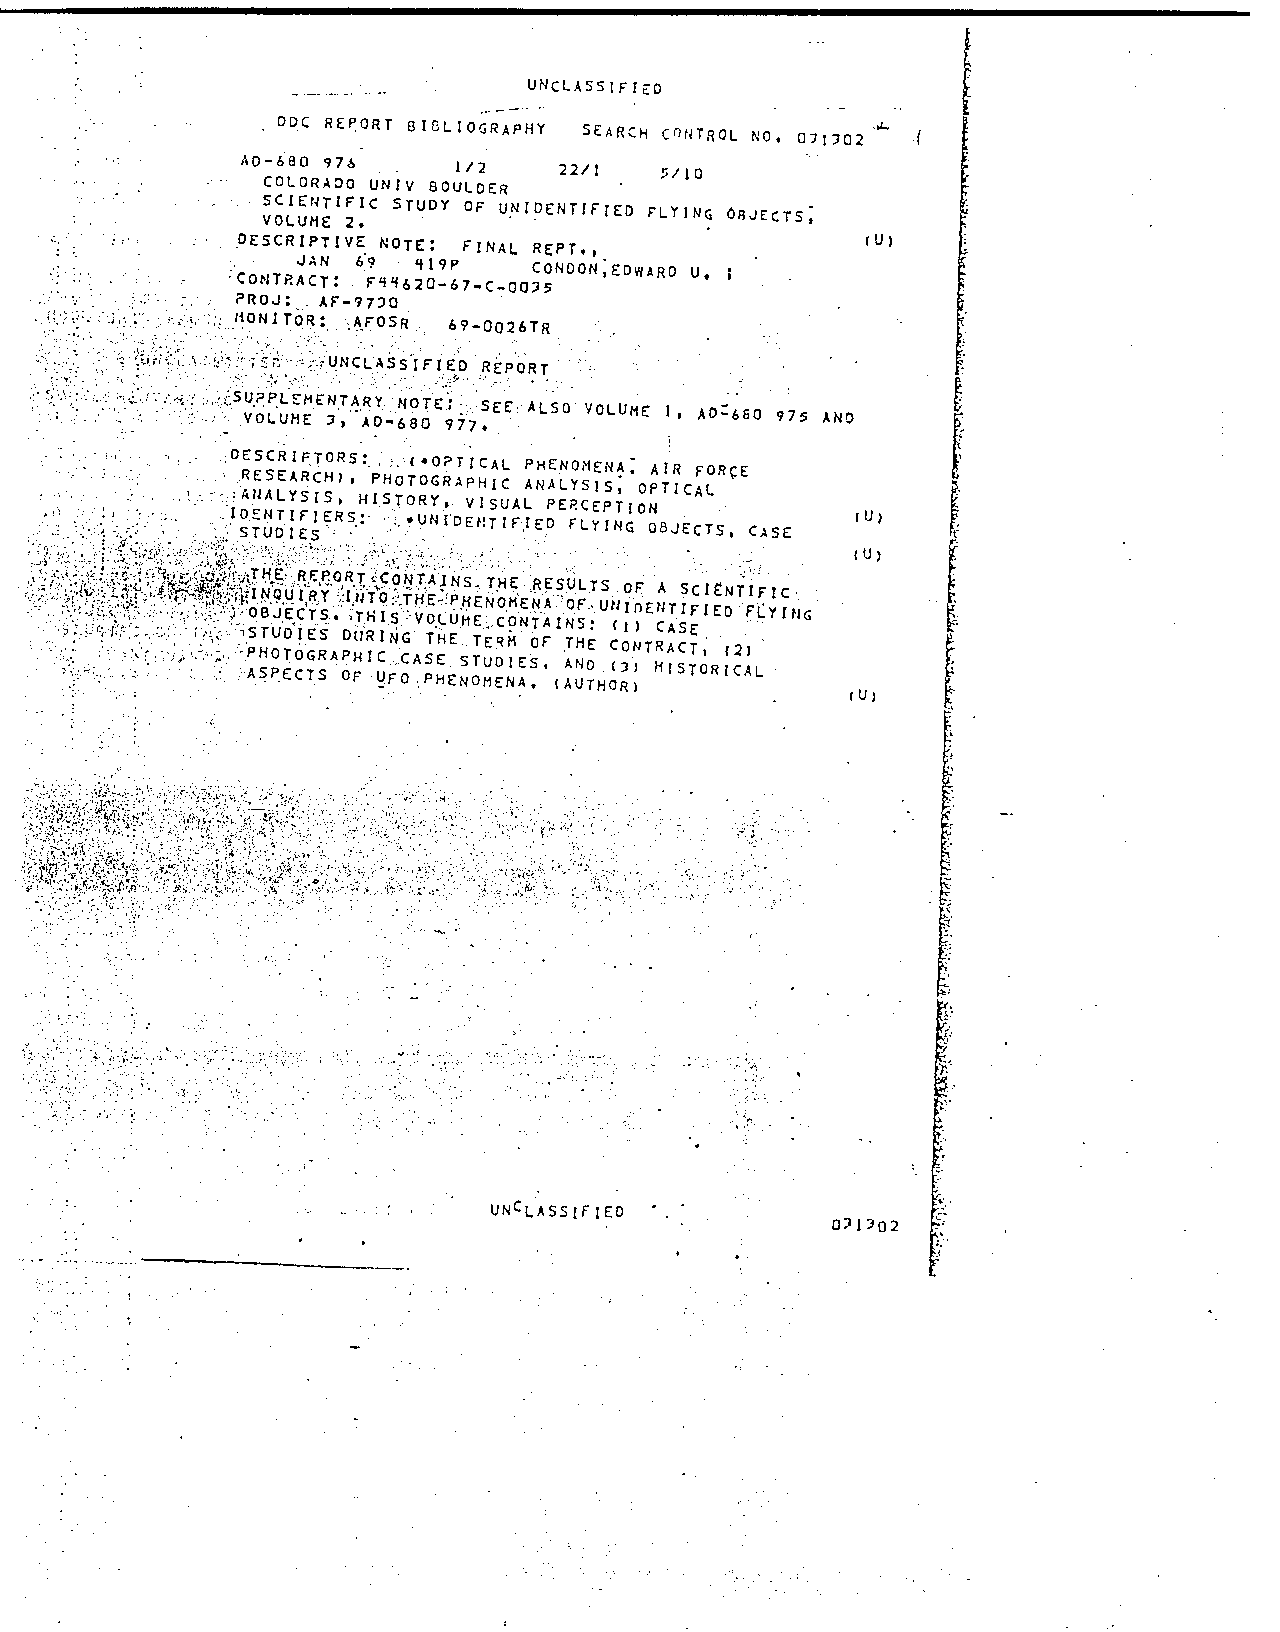 UNCLASSIFIED
DDC REPORT BIBLIOGRAPHY SEARCH CONTROL NO. 031302
AD-680 976 1/2 22/1 5/10
COLORADO UNIV BOULDER
SCIENTIFIC STUDY OF UNIDENTIFIED FLYING OBJECTS,
VOLUME 2. (U)
DESCRIPTIVE NOTE: FINAL REPT.,
JAN 69 419P CONDON,EDWARD U. ;
CONTRACT: F44620-67-C-0035
PROJ: AF-9730
MONITOR: AFOSR 69-0026TR
UNCLASSIFIED REPORT
SUPPLEMENTARY NOTE: SEE ALSO VOLUME 1, AD-680 975 AND
VOLUME 3, AD-680 977.
DESCRIPTORS: (*OPTICAL PHENOMENA, AIR FORCE
RESEARCH), PHOTOGRAPHIC ANALYSIS, OPTICAL
ANALYSIS, HISTORY, VISUAL PERCEPTION (U)
IDENTIFIERS: *UNIDENTIFIED FLYING OBJECTS, CASE
STUDIES (U)
THE REPORT CONTAINS THE RESULTS OF A SCIENTIFIC
INQUIRY INTO THE PHENOMENA OF UNIDENTIFIED FLYING
OBJECTS. THIS VOLUME CONTAINS: (1) CASE
STUDIES DURING THE TERM OF THE CONTRACT, (2)
PHOTOGRAPHIC CASE STUDIES, AND (3) HISTORICAL
ASPECTS OF UFO PHENOMENA. (AUTHOR) (U)
UNCLASSIFIED
031302